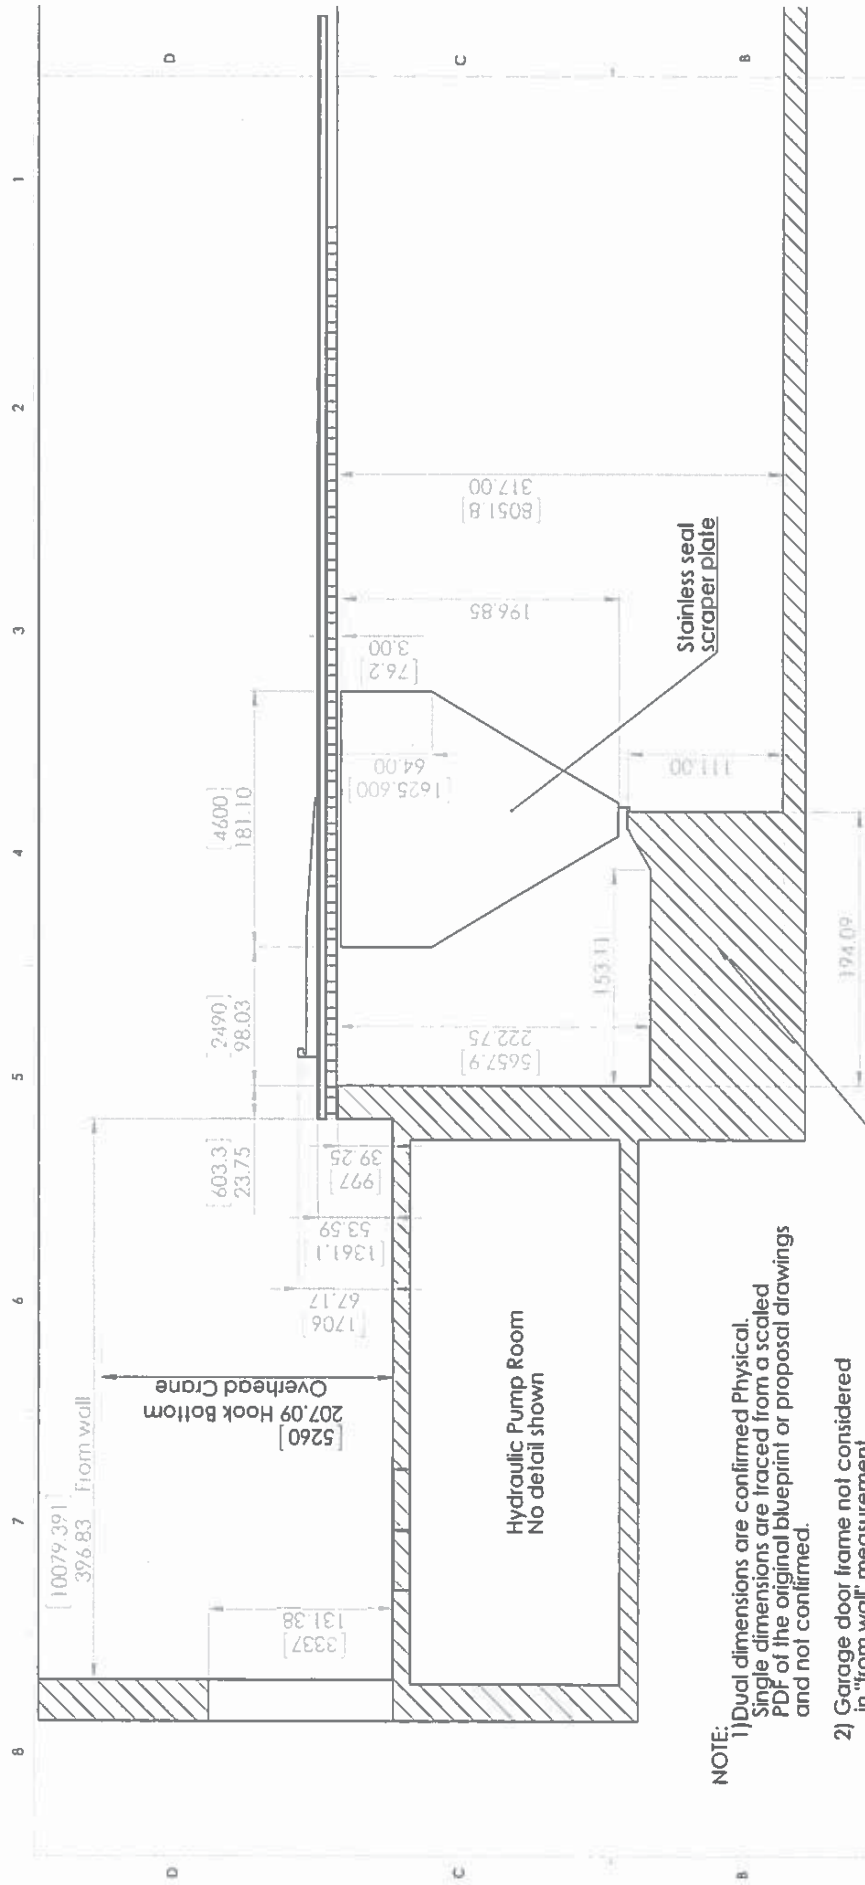 8
7
6
5
4
3
2
1
D
D
[10079.391]
396.83 From wall
[603.3]
23.75
[2490]
98.03
[4600]
181.10
[5260]
207.09 Hook Bottom
Overhead Crane
[3337]
131.38
[1706]
67.17
[1361.1]
53.59
[997]
39.25
[76.2]
3.00
[1625.600]
64.00
196.85
[8051.8]
317.00
C
C
[5657.9]
222.75
153.11
111.00
194.09
Hydraulic Pump Room
No detail shown
Stainless seal
scraper plate
B
B
NOTE:
1)Dual dimensions are confirmed Physical.
Single dimensions are traced from a scaled
PDF of the original blueprint or proposal drawings
and not confirmed.
2) Garage door frame not considered
in "from wall" measurement